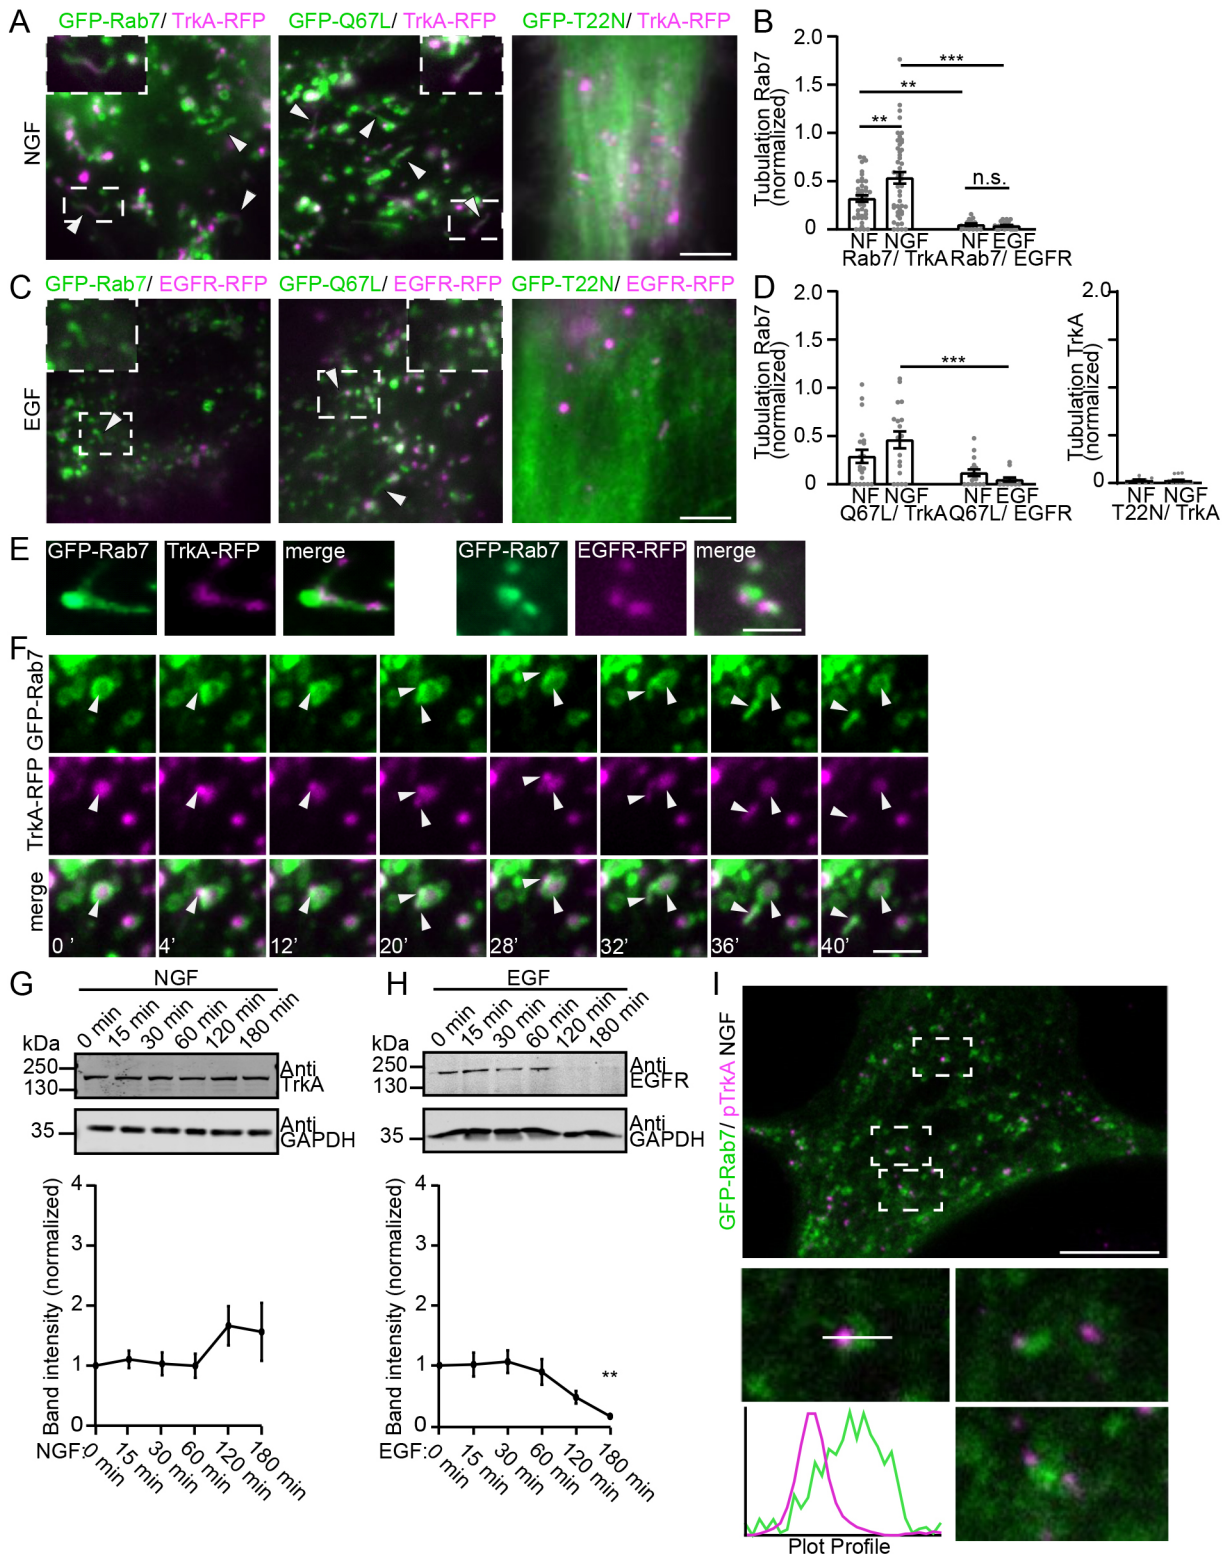 A
GFP-Rab7/ TrkA-RFP
GFP-Q67L/ TrkA-RFP
GFP-T22N/ TrkA-RFP
NGF
B
Tubulation Rab7
(normalized)
2.0
1.5
1.0
0.5
0
***
**
**
n.s.
NF NGF
NF EGF
Rab7/ TrkA
Rab7/ EGFR
C
GFP-Rab7/ EGFR-RFP
GFP-Q67L/ EGFR-RFP
GFP-T22N/ EGFR-RFP
EGF
D
Tubulation Rab7
(normalized)
2.0
1.5
1.0
0.5
0
***
NF NGF
NF EGF
Q67L/ TrkA
Q67L/ EGFR
Tubulation TrkA
(normalized)
2.0
0
NF NGF
T22N/ TrkA
E
GFP-Rab7
TrkA-RFP
merge
GFP-Rab7
EGFR-RFP
merge
F
GFP-Rab7
TrkA-RFP
merge
0 ’
4’
12’
20’
28’
32’
36’
40’
G
NGF
0 min
15 min
30 min
60 min
120 min
180 min
kDa
250
130
Anti
TrkA
35
Anti
GAPDH
Band intensity (normalized)
4
3
2
1
0
NGF:
0 min
15 min
30 min
60 min
120 min
180 min
H
EGF
0 min
15 min
30 min
60 min
120 min
180 min
kDa
250
130
Anti
EGFR
35
Anti
GAPDH
Band intensity (normalized)
4
3
2
1
0
**
EGF:
0 min
15 min
30 min
60 min
120 min
180 min
I
GFP-Rab7/ pTrkA NGF
Plot Profile